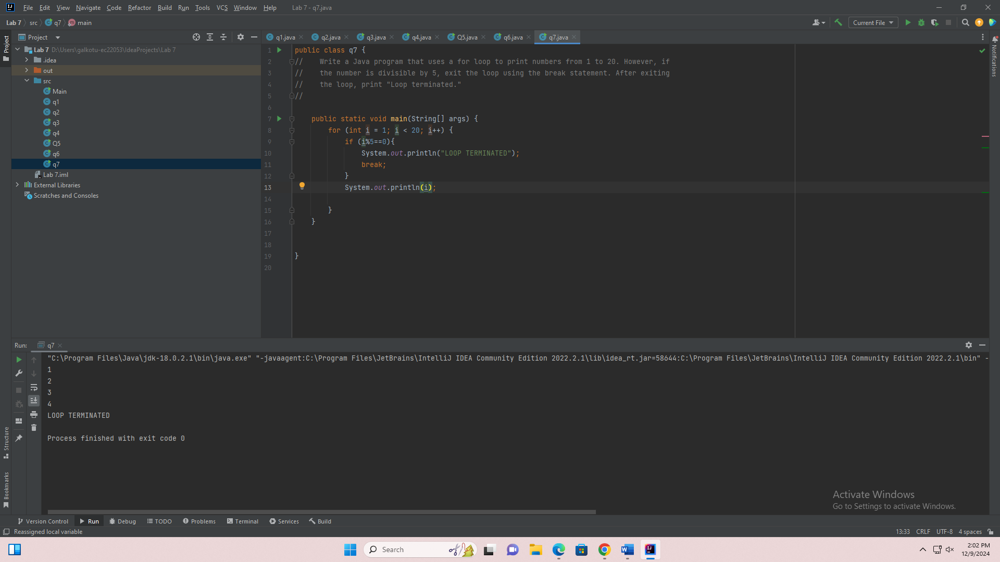 File Edit View Navigate Code Refactor Build Run Tools VCS Window Help Lab 7 - q7.java
Lab 7 src q7 main Current File
Project
Project q1.java q2.java q3.java q4.java Q5.java q6.java q7.java
Notifications
Lab 7 D:\Users\galkotu-ec22053\IdeaProjects\Lab 7
.idea
out
src
Main
q1
q2
q3
q4
Q5
q6
q7
Lab 7.iml
External Libraries
Scratches and Consoles
1 public class q7 {
2 // Write a Java program that uses a for loop to print numbers from 1 to 20. However, if
3 // the number is divisible by 5, exit the loop using the break statement. After exiting
4 // the loop, print "Loop terminated."
5 //
6
7 public static void main(String[] args) {
8 for (int i = 1; i < 20; i++) {
9 if (i%5==0){
10 System.out.println("LOOP TERMINATED");
11 break;
12 }
13 System.out.println(i);
14
15 }
16 }
17
18
19 }
20
Run: q7
"C:\Program Files\Java\jdk-18.0.2.1\bin\java.exe" "-javaagent:C:\Program Files\JetBrains\IntelliJ IDEA Community Edition 2022.2.1\lib\idea_rt.jar=58644:C:\Program Files\JetBrains\IntelliJ IDEA Community Edition 2022.2.1\bin" -
1
2
3
4
LOOP TERMINATED
Process finished with exit code 0
Structure
Bookmarks
Activate Windows
Go to Settings to activate Windows.
Version Control Run Debug TODO Problems Terminal Services Build
Reassigned local variable 13:33 CRLF UTF-8 4 spaces
Search
2:02 PM
12/9/2024